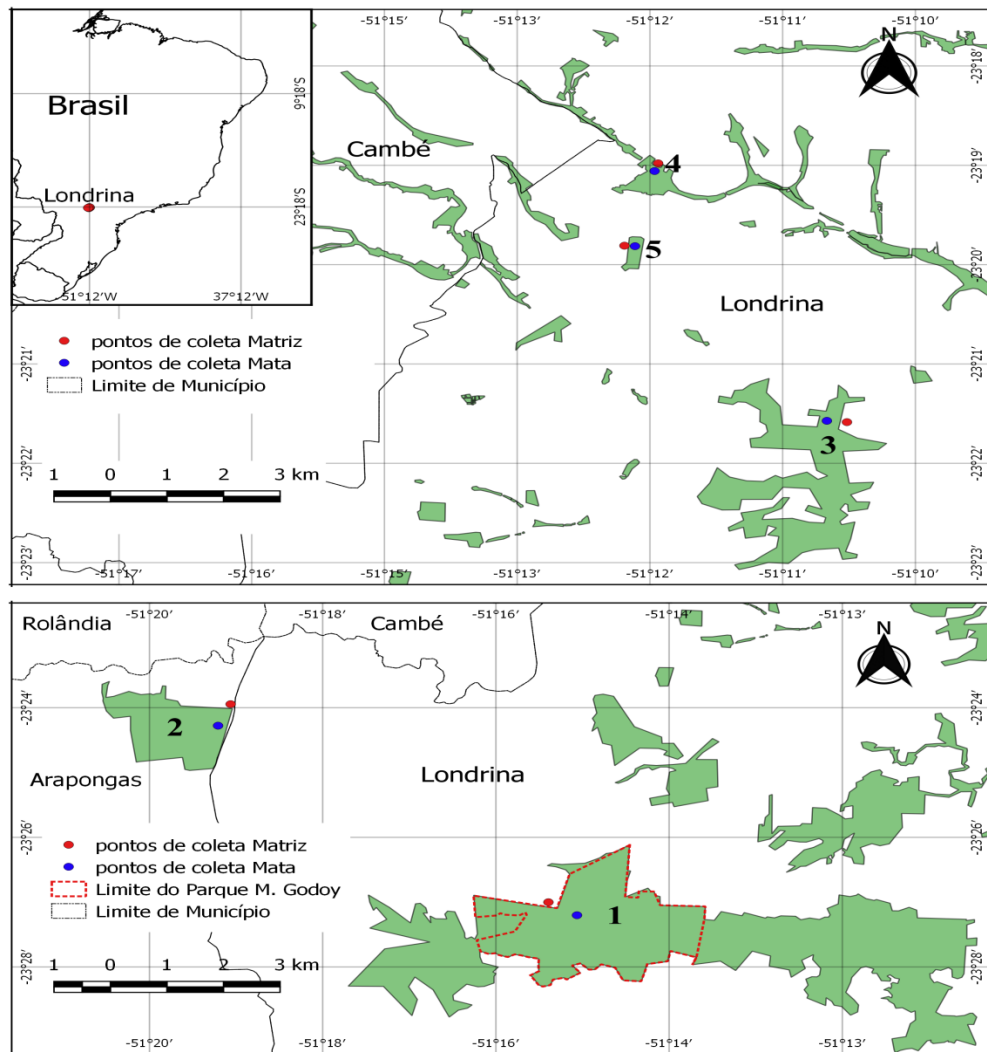 -51°15′ -51°13′ -51°12′ -51°11′ -51°10′
N
-23°18′
9°18′S
Brasil
Cambé
4
-23°19′
Londrina
23°18′S
5
-23°20′
Londrina
51°12′W 37°12′W
pontos de coleta Matriz
-23°21′ -23°21′
pontos de coleta Mata
Limite de Município
3
-23°22′ -23°22′
1 0 1 2 3 km
-23°23′ -23°23′
-51°17′ -51°16′ -51°15′ -51°13′ -51°12′ -51°11′ -51°10′
-51°20′ -51°18′ -51°16′ -51°14′ -51°13′
Rolândia
Cambé
N
-23°24′ -23°24′
2
Arapongas
Londrina
-23°26′ -23°26′
pontos de coleta Matriz
pontos de coleta Mata
Limite do Parque M. Godoy
Limite de Município
1
-23°28′ -23°28′
1 0 1 2 3 km
-51°20′ -51°18′ -51°16′ -51°14′ -51°13′